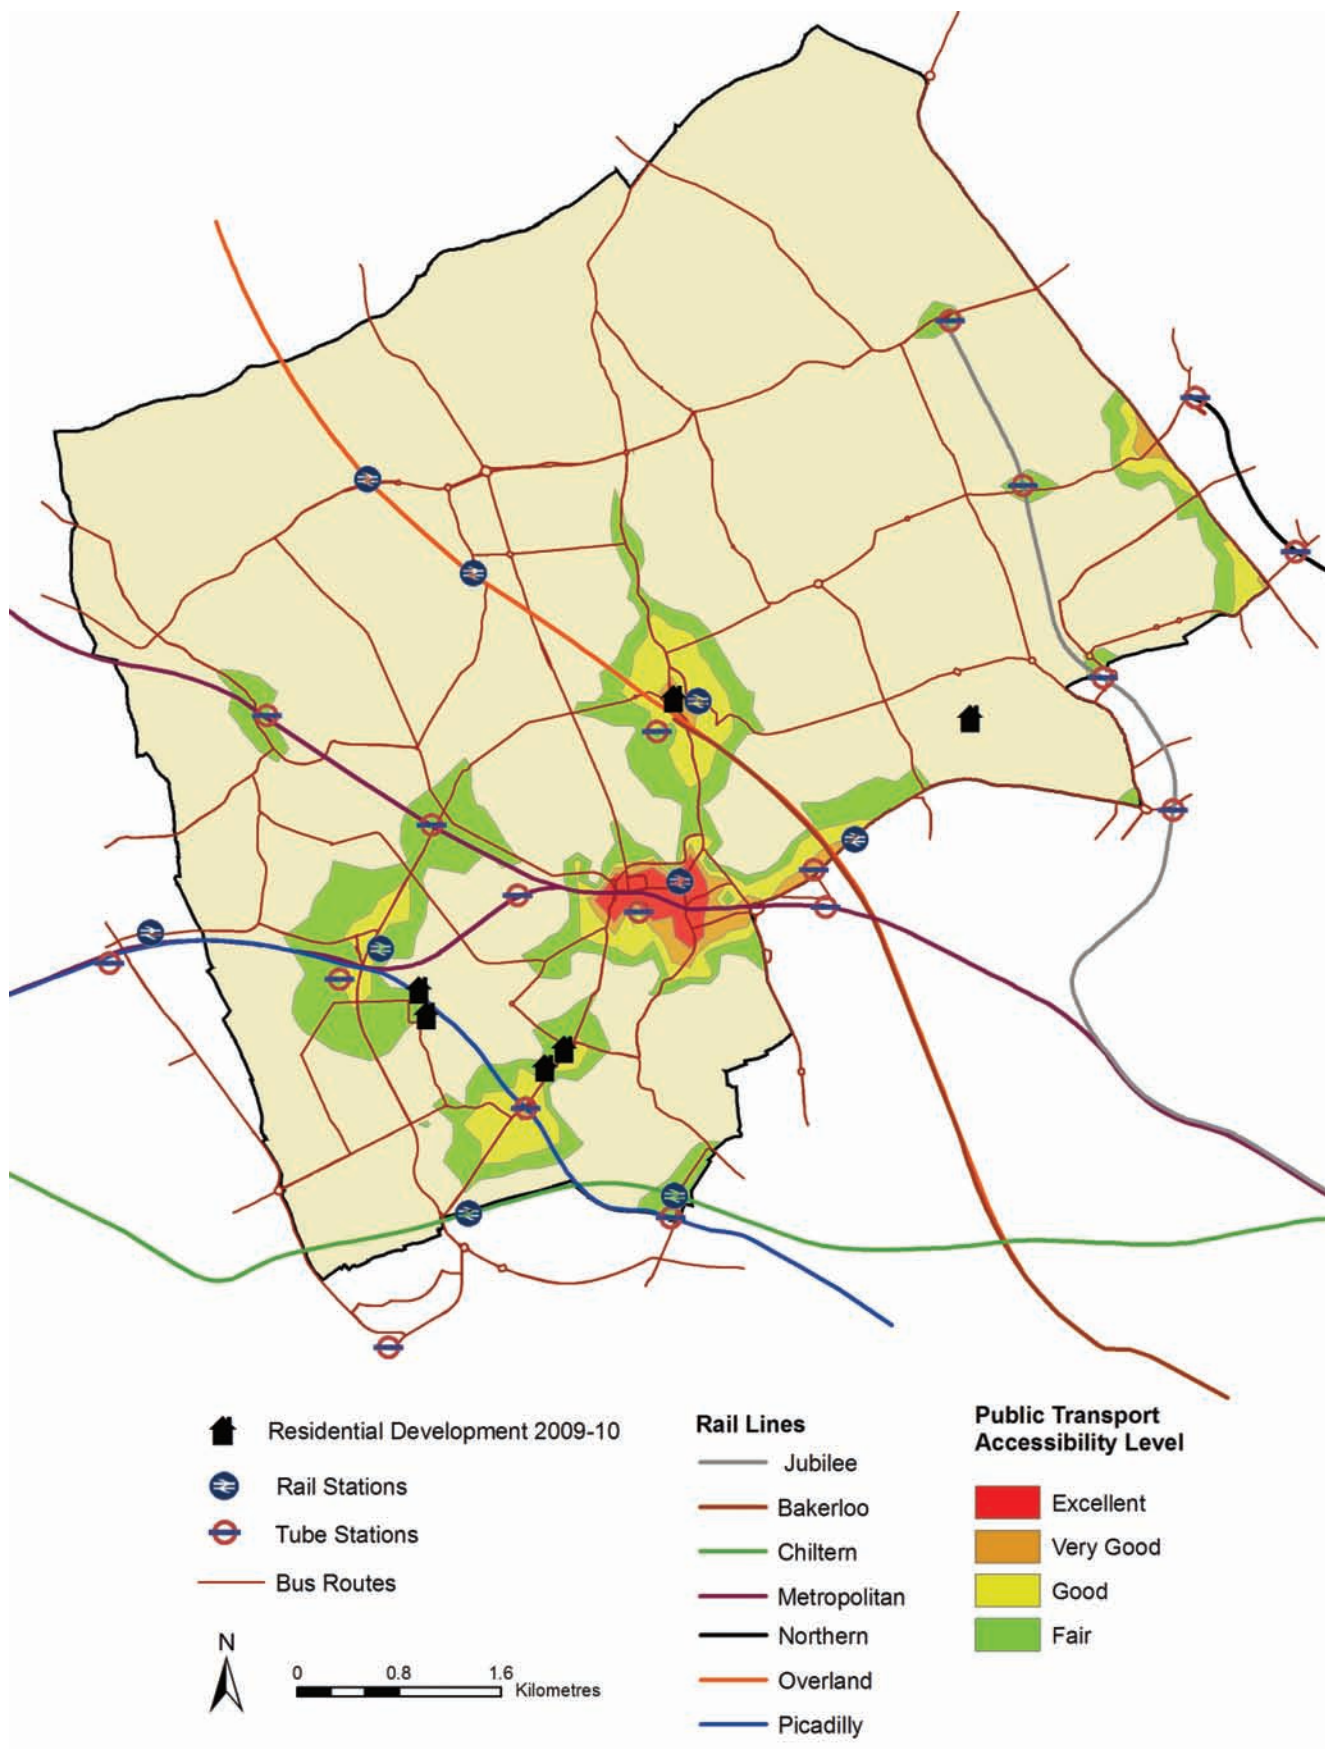 Residential Development 2009-10
Rail Stations
Tube Stations
Bus Routes
N
0 0.8 1.6
Kilometres
Rail Lines
Jubilee
Bakerloo
Chiltern
Metropolitan
Northern
Overland
Picadilly
Public Transport
Accessibility Level
Excellent
Very Good
Good
Fair